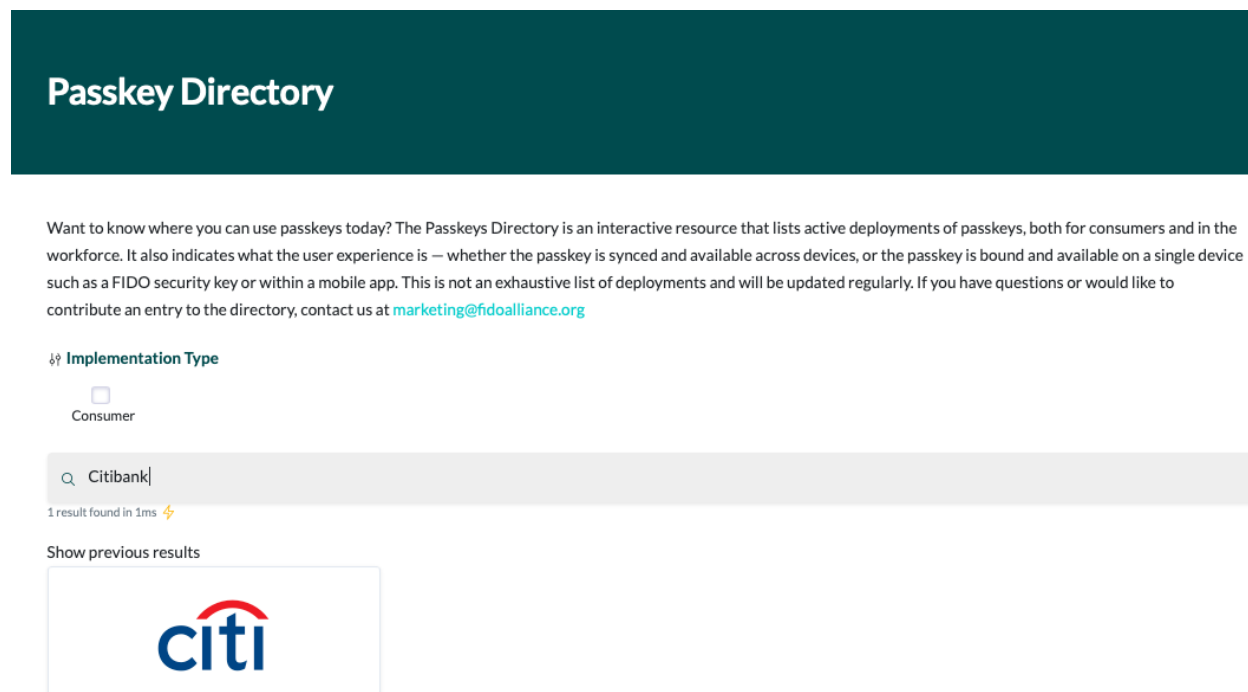 Passkey Directory
Want to know where you can use passkeys today? The Passkeys Directory is an interactive resource that lists active deployments of passkeys, both for consumers and in the
workforce. It also indicates what the user experience is — whether the passkey is synced and available across devices, or the passkey is bound and available on a single device
such as a FIDO security key or within a mobile app. This is not an exhaustive list of deployments and will be updated regularly. If you have questions or would like to
contribute an entry to the directory, contact us at marketing@fidoalliance.org
Implementation Type
Consumer
Citibank
1 result found in 1ms
Show previous results
citi